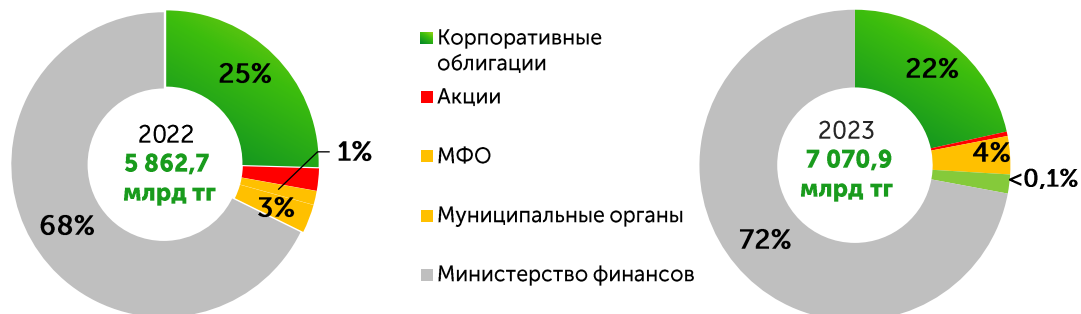 25%
1%
2022
5 862,7
млрд тг
3%
68%
Корпоративные
облигации
Акции
МФО
Муниципальные органы
Министерство финансов
22%
2023
7 070,9
млрд тг
4%
<0,1%
72%